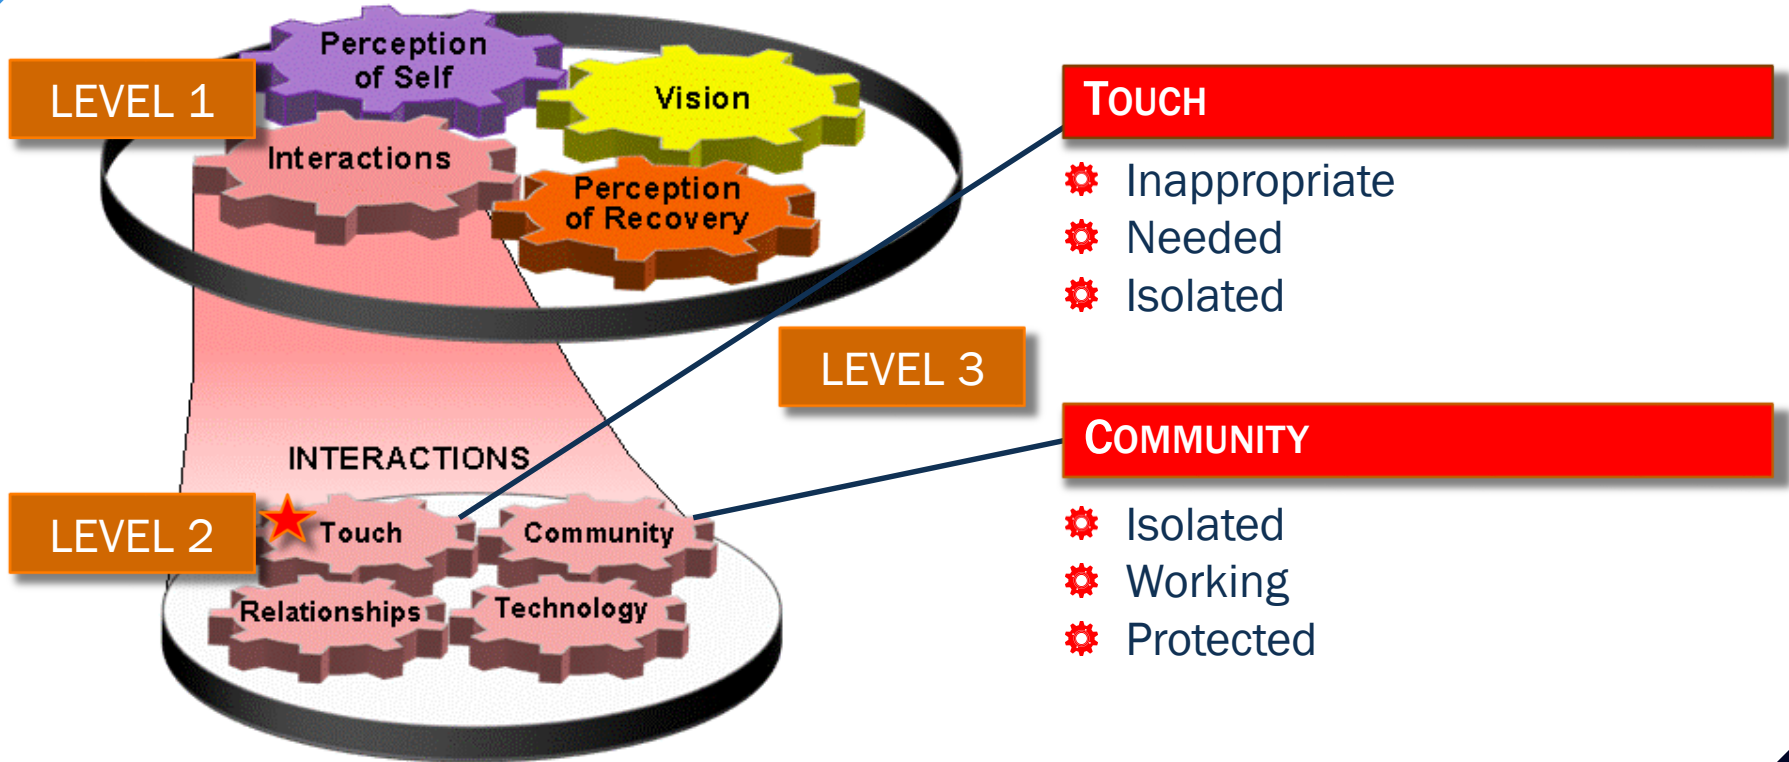 LEVEL 1
Perception
of Self
Vision
Interactions
Perception
of Recovery
LEVEL 3
INTERACTIONS
LEVEL 2
Touch
Community
Relationships
Technology
TOUCH
Inappropriate
Needed
Isolated
COMMUNITY
Isolated
Working
Protected